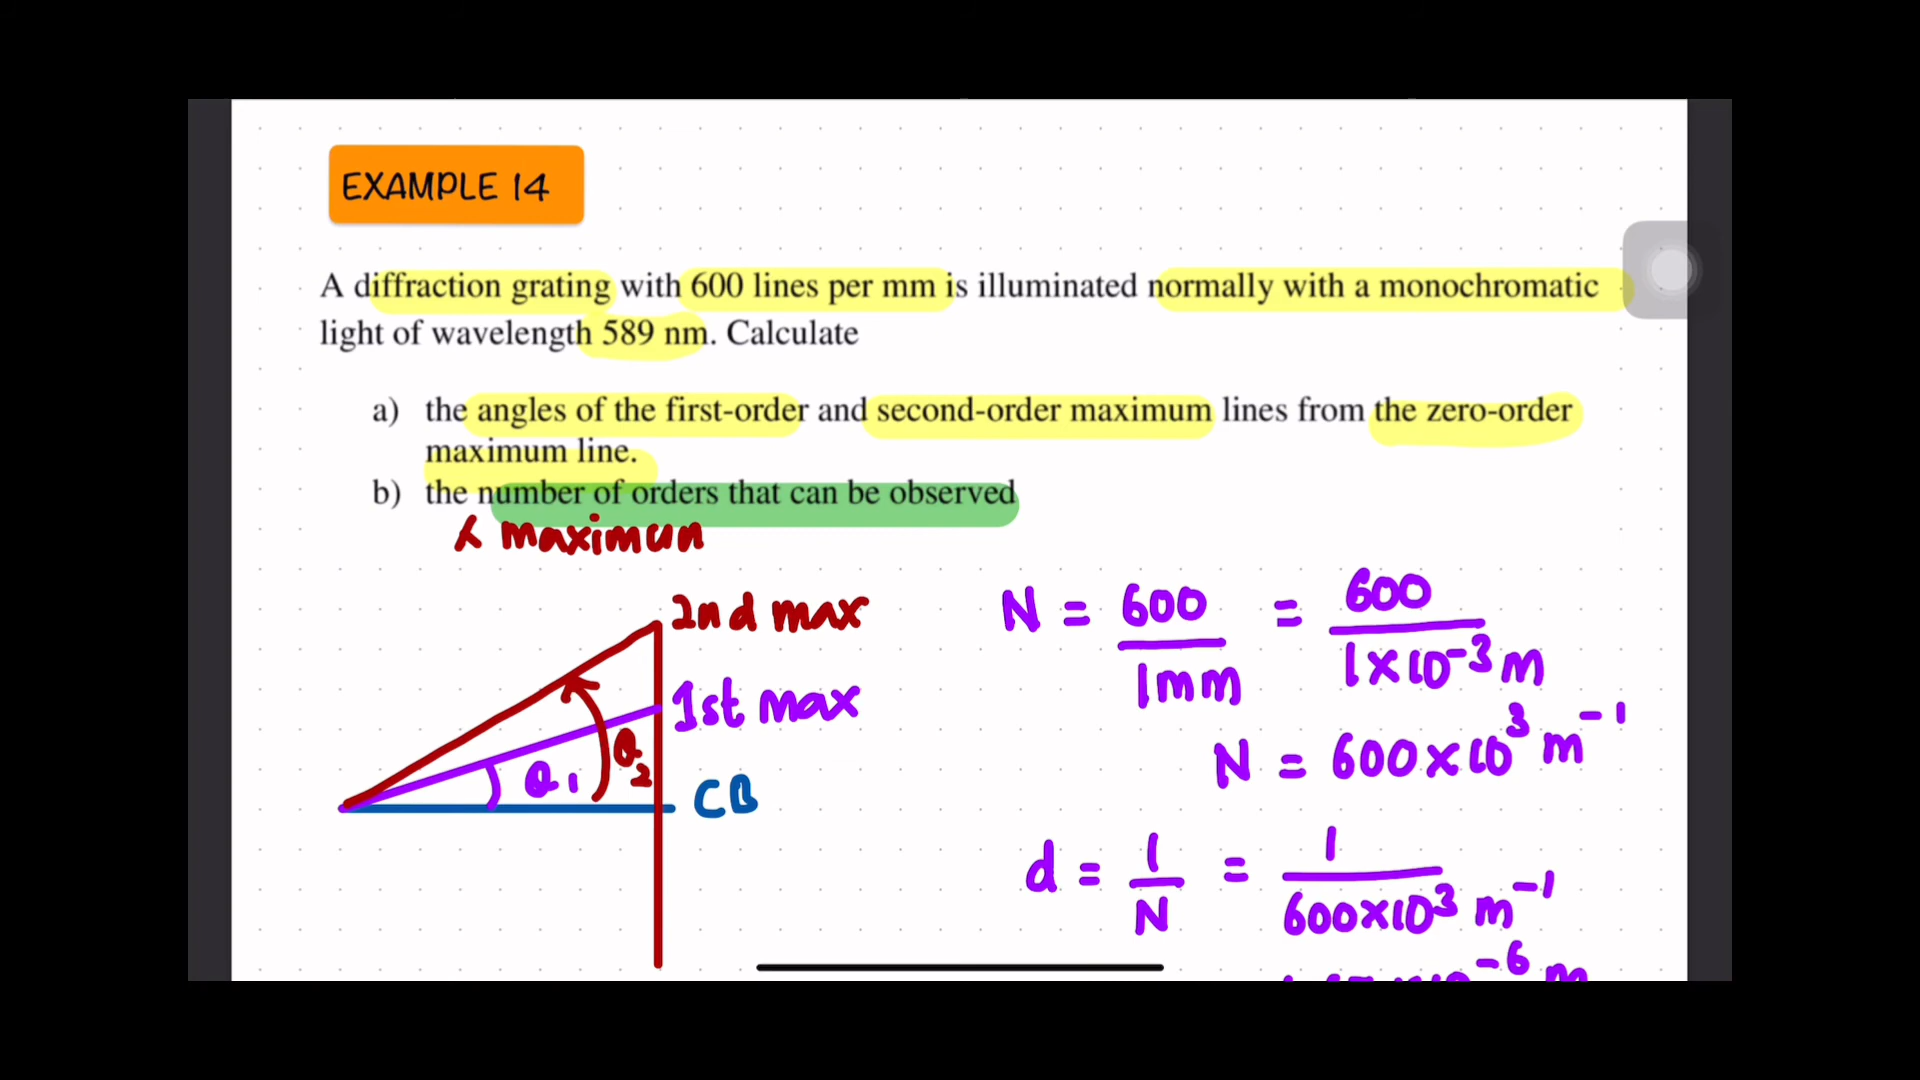 EXAMPLE 14
A diffraction grating with 600 lines per mm is illuminated normally with a monochromatic
light of wavelength 589 nm. Calculate
a) the angles of the first-order and second-order maximum lines from the zero-order
maximum line.
b) the number of orders that can be observed
maximum
2nd max
1st max
θ1
θ2
CB
N = 600/1mm = 600/1×10⁻³m
N = 600×10³ m⁻¹
d = 1/N = 1/600×10³ m⁻¹
⁻⁶ m